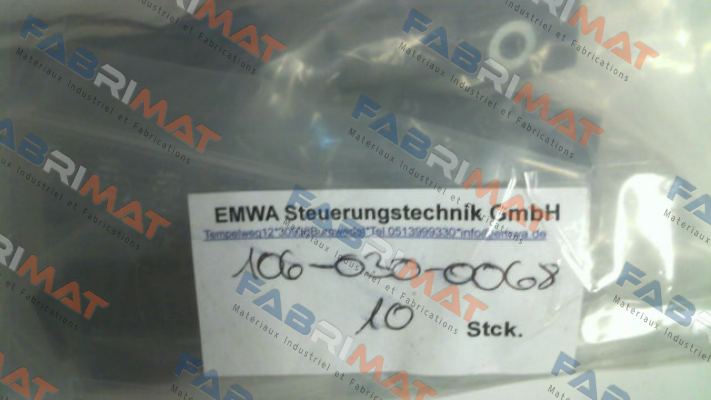 EMWA Steuerungstechnik GmbH
106-030-0068
10 Stck.
FABRIMAT
Matériaux Industriel et Fabrications